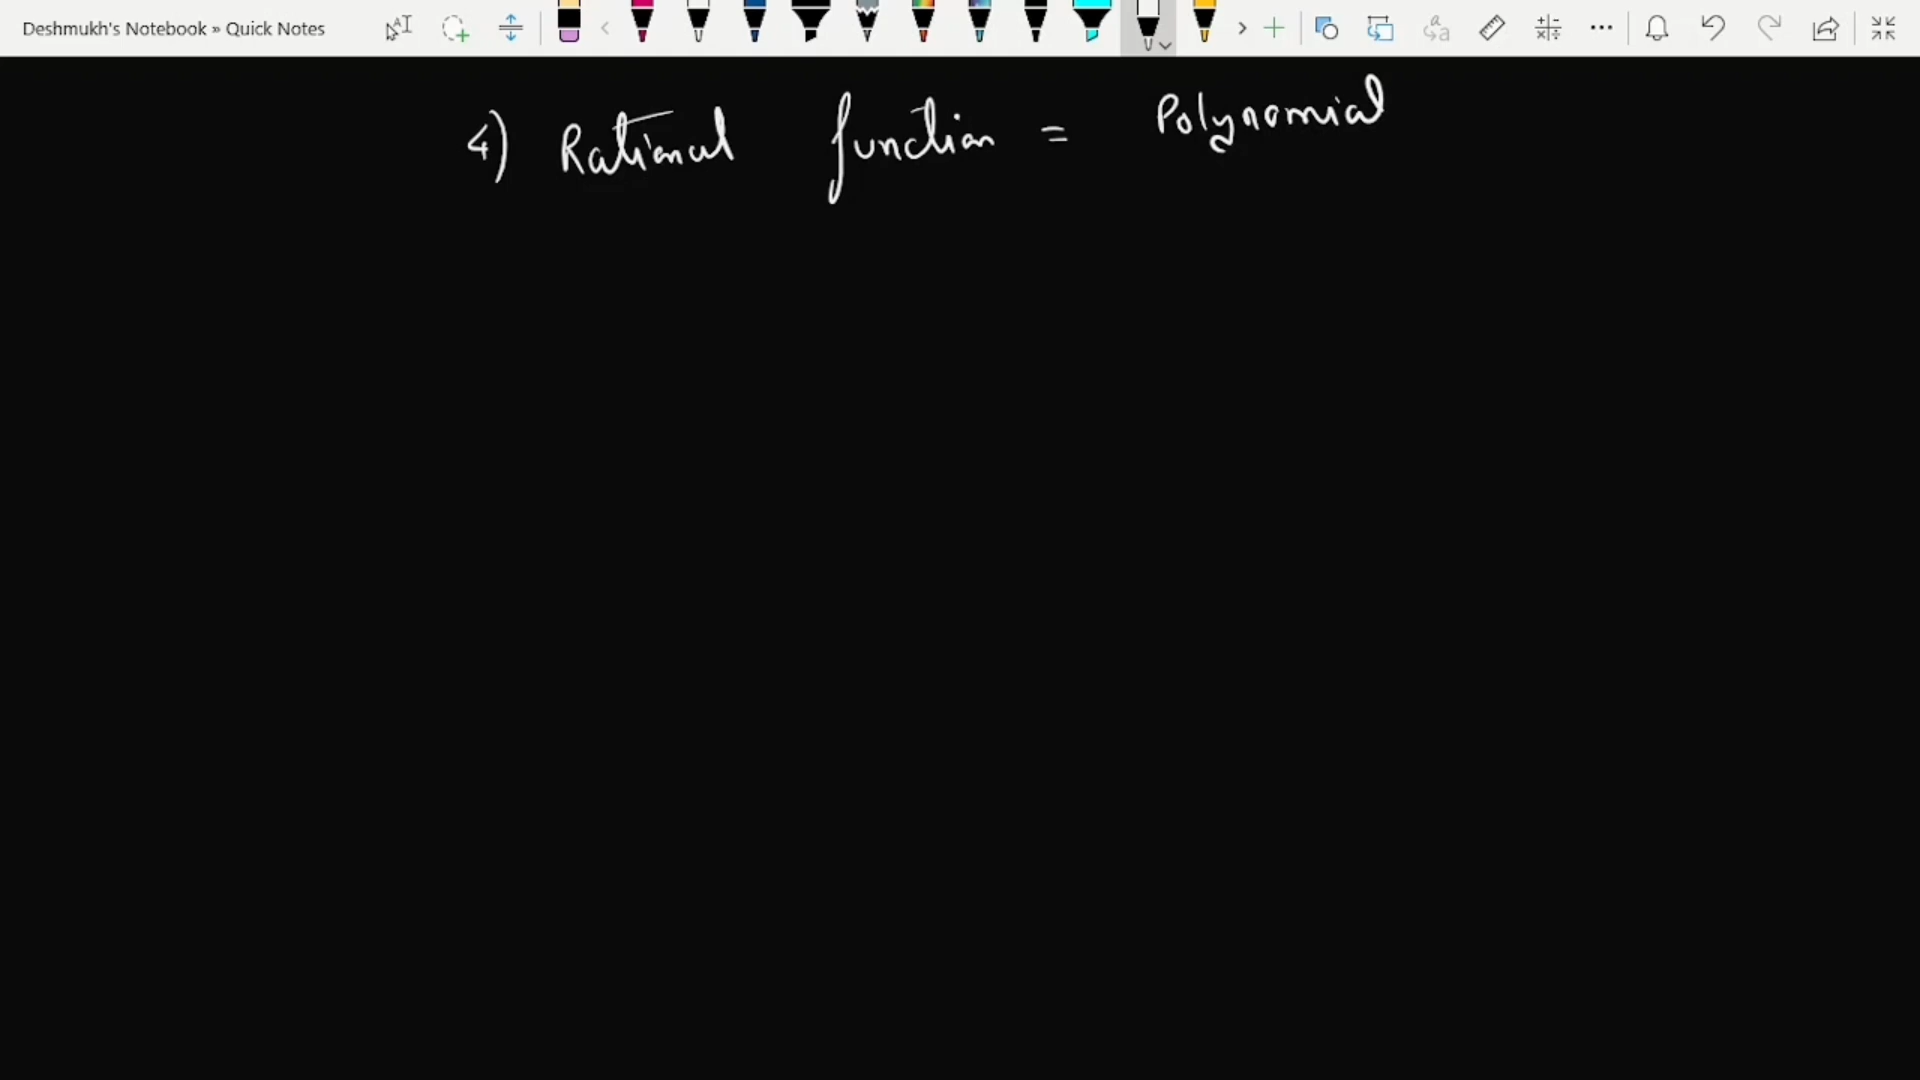 Deshmukh's Notebook » Quick Notes
4) Rational function = Polynomial